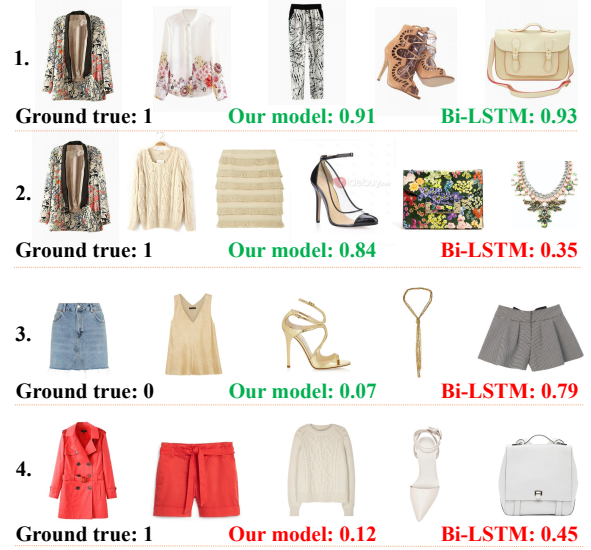 1.
Ground true: 1 Our model: 0.91 Bi-LSTM: 0.93
2.
Ground true: 1 Our model: 0.84 Bi-LSTM: 0.35
3.
Ground true: 0 Our model: 0.07 Bi-LSTM: 0.79
4.
Ground true: 1 Our model: 0.12 Bi-LSTM: 0.45